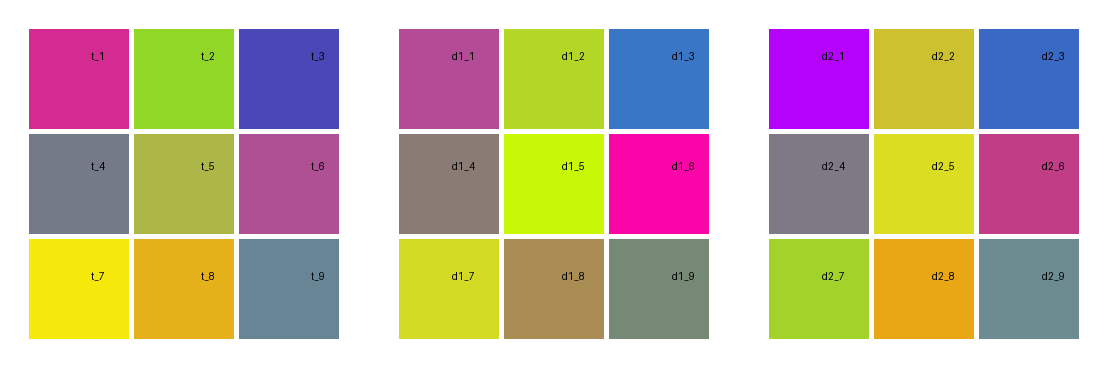 t_1 t_2 t_3 d1_1 d1_2 d1_3 d2_1 d2_2 d2_3
t_4 t_5 t_6 d1_4 d1_5 d1_6 d2_4 d2_5 d2_6
t_7 t_8 t_9 d1_7 d1_8 d1_9 d2_7 d2_8 d2_9